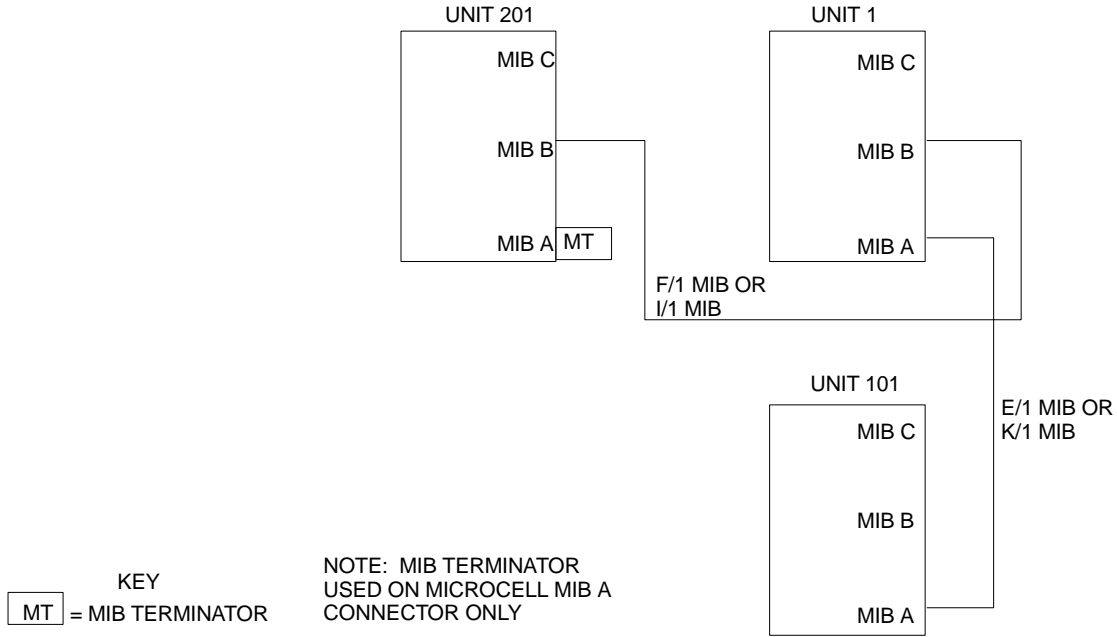 UNIT 201
UNIT 1
MIB C
MIB B
MIB A
MT
MIB C
MIB B
MIB A
F/1 MIB OR
I/1 MIB
UNIT 101
MIB C
MIB B
MIB A
E/1 MIB OR
K/1 MIB
KEY
MT = MIB TERMINATOR
NOTE: MIB TERMINATOR
USED ON MICROCELL MIB A
CONNECTOR ONLY